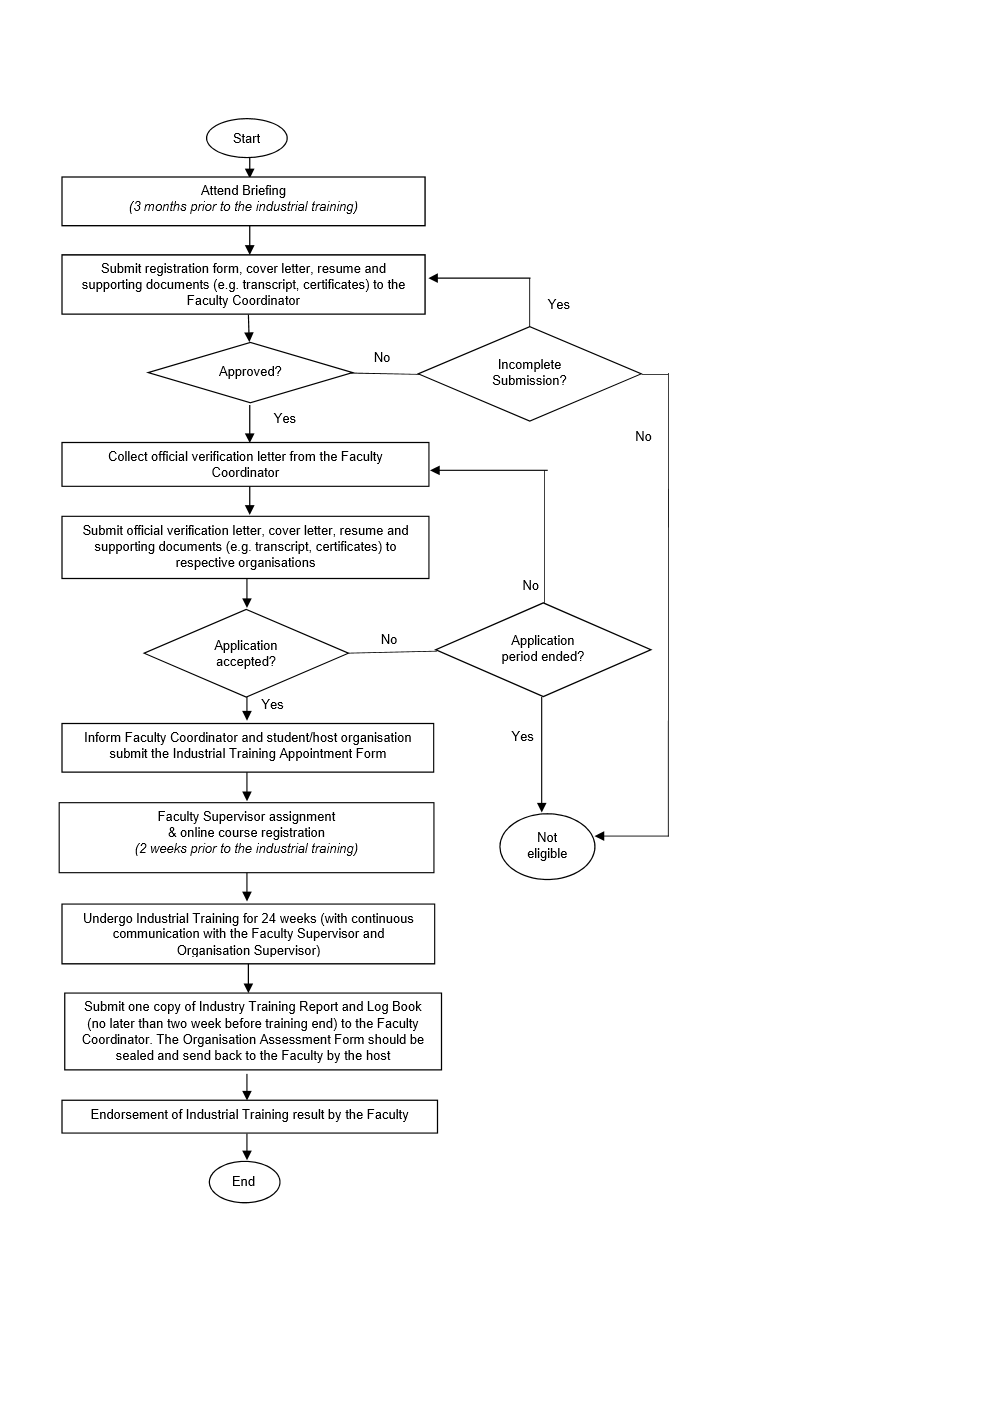 Start
Attend Briefing
(3 months prior to the industrial training)
Submit registration form, cover letter, resume and
supporting documents (e.g. transcript, certificates) to the
Faculty Coordinator
Yes
Approved?
No
Incomplete
Submission?
Yes
No
Collect official verification letter from the Faculty
Coordinator
Submit official verification letter, cover letter, resume and
supporting documents (e.g. transcript, certificates) to
respective organisations
No
Application
accepted?
No
Application
period ended?
Yes
Inform Faculty Coordinator and student/host organisation
submit the Industrial Training Appointment Form
Yes
Faculty Supervisor assignment
& online course registration
(2 weeks prior to the industrial training)
Not
eligible
Undergo Industrial Training for 24 weeks (with continuous
communication with the Faculty Supervisor and
Organisation Supervisor)
Submit one copy of Industry Training Report and Log Book
(no later than two week before training end) to the Faculty
Coordinator. The Organisation Assessment Form should be
sealed and send back to the Faculty by the host
Endorsement of Industrial Training result by the Faculty
End